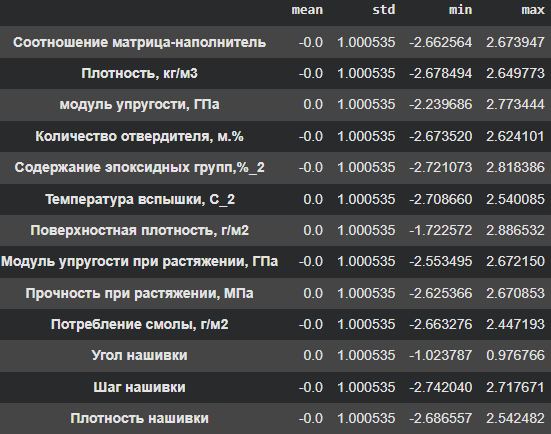 mean std min max
Соотношение матрица-наполнитель -0.0 1.000535 -2.662564 2.673947
Плотность, кг/м3 -0.0 1.000535 -2.678494 2.649773
модуль упругости, ГПа 0.0 1.000535 -2.239686 2.773444
Количество отвердителя, м.% -0.0 1.000535 -2.673520 2.624101
Содержание эпоксидных групп,%_2 -0.0 1.000535 -2.721073 2.818386
Температура вспышки, С_2 0.0 1.000535 -2.708660 2.540085
Поверхностная плотность, г/м2 -0.0 1.000535 -1.722572 2.886532
Модуль упругости при растяжении, ГПа -0.0 1.000535 -2.553495 2.672150
Прочность при растяжении, МПа 0.0 1.000535 -2.625366 2.670853
Потребление смолы, г/м2 -0.0 1.000535 -2.663276 2.447193
Угол нашивки 0.0 1.000535 -1.023787 0.976766
Шаг нашивки -0.0 1.000535 -2.742040 2.717671
Плотность нашивки -0.0 1.000535 -2.686557 2.542482